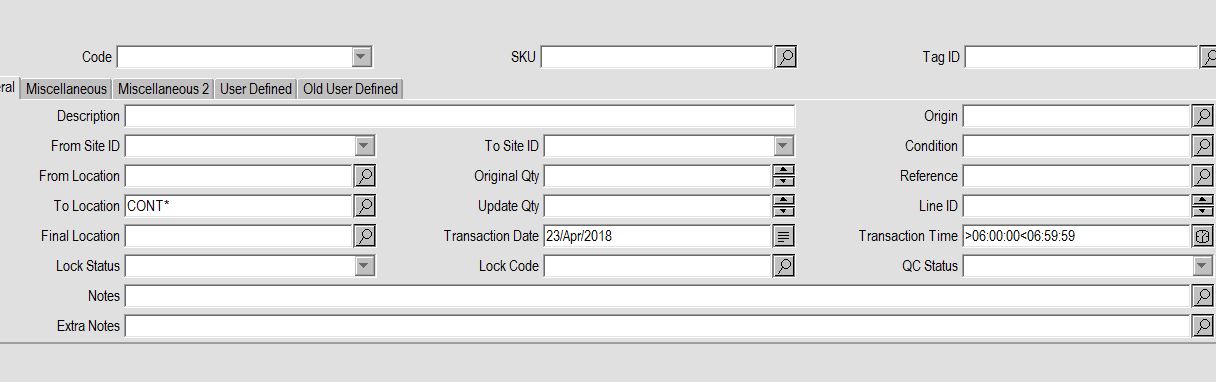 Code SKU Tag ID
ral Miscellaneous Miscellaneous 2 User Defined Old User Defined
Description Origin
From Site ID To Site ID Condition
From Location Original Qty Reference
To Location CONT* Update Qty Line ID
Final Location Transaction Date 23/Apr/2018 Transaction Time >06:00:00<06:59:59
Lock Status Lock Code QC Status
Notes
Extra Notes